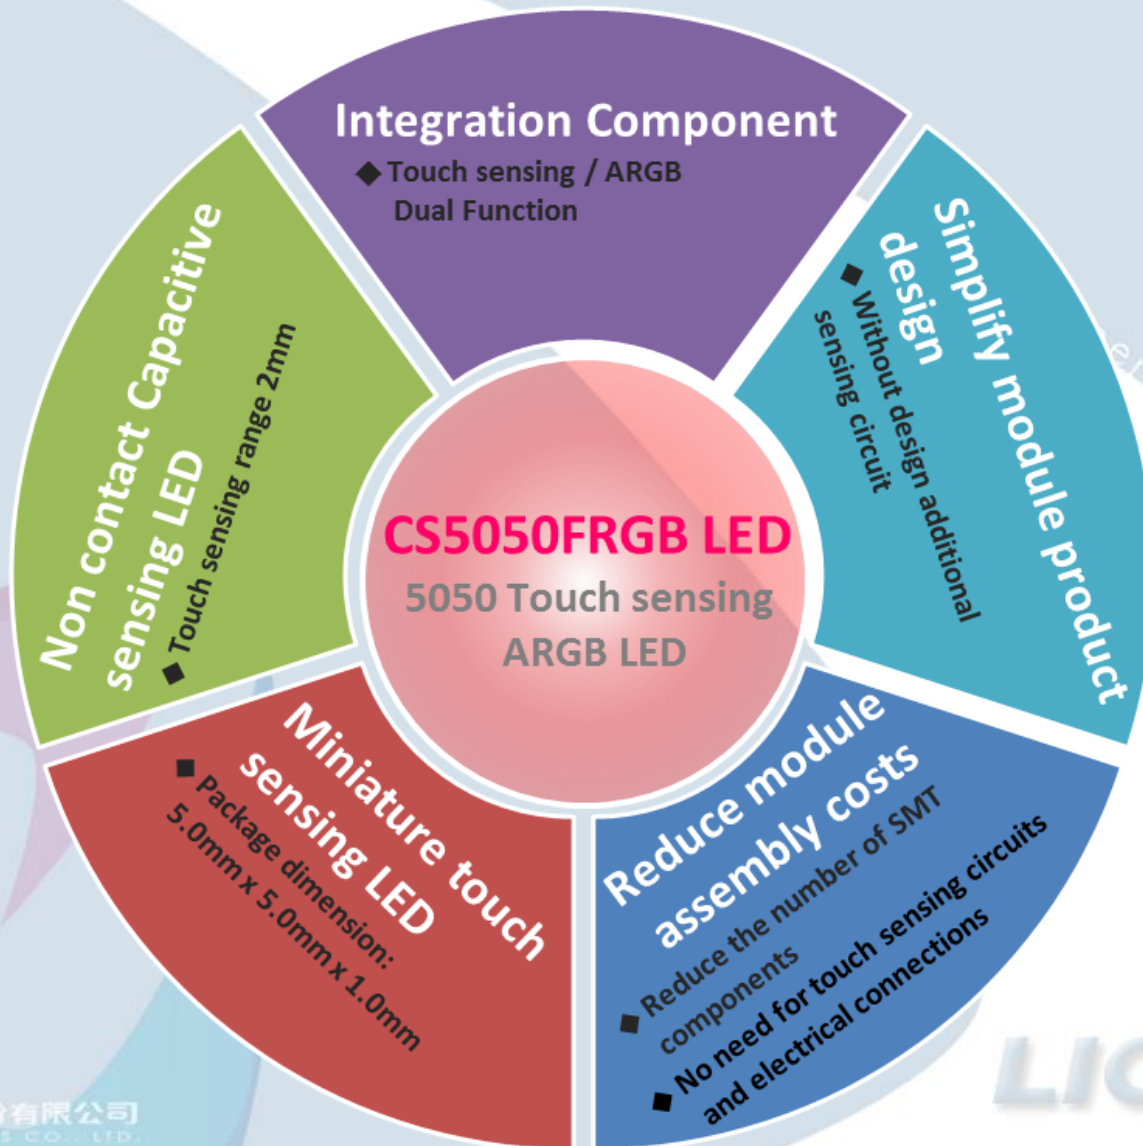 Integration Component
◆ Touch sensing / ARGB
Dual Function
Simplify module product
design
◆ Without design additional
sensing circuit
Reduce module
assembly costs
■ Reduce the number of SMT
components
■ No need for touch sensing circuits
and electrical connections
Miniature touch
sensing LED
■ Package dimension:
5.0mm x 5.0mm x 1.0mm
Non contact Capacitive
sensing LED
◆ Touch sensing range 2mm
CS5050FRGB LED
5050 Touch sensing
ARGB LED
有限公司
CO., LTD.